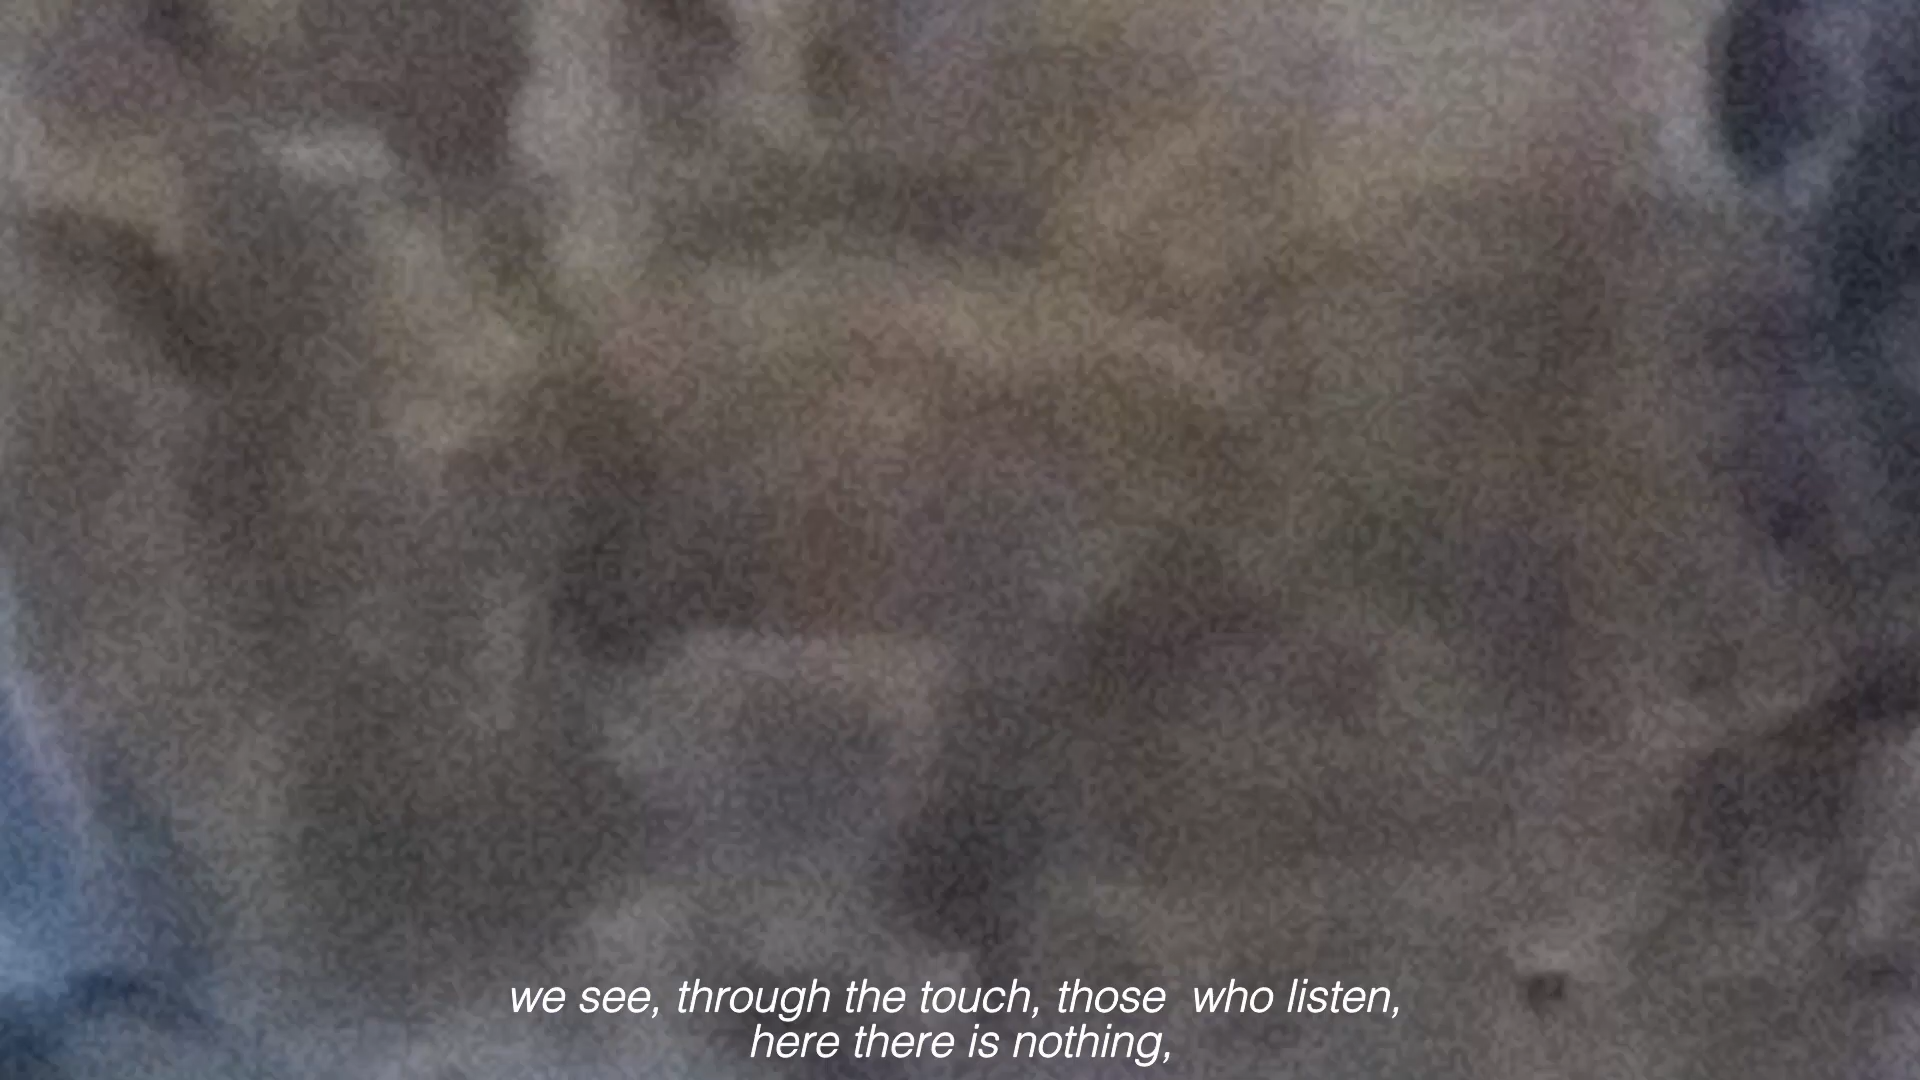 we see, through the touch, those  who listen,
here there is nothing,